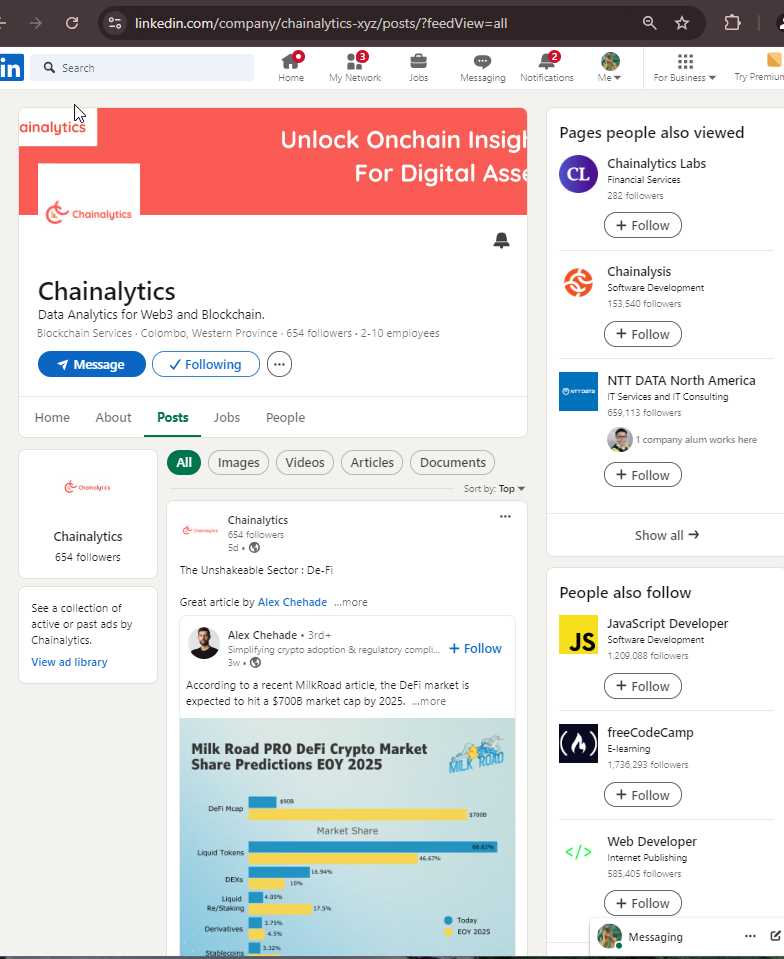 linkedin.com/company/chainalytics-xyz/posts/?feedView=all
in
Search
Home
3
My Network
Jobs
Messaging
2
Notifications
Me
For Business
Try Premium
ainalytics
Unlock Onchain Insigh
For Digital Asse
Chainalytics
Chainalytics
Data Analytics for Web3 and Blockchain.
Blockchain Services · Colombo, Western Province · 654 followers · 2-10 employees
Message
Following
Home
About
Posts
Jobs
People
Chainalytics
Chainalytics
654 followers
See a collection of
active or past ads by
Chainalytics.
View ad library
All
Images
Videos
Articles
Documents
Sort by: Top
Chainalytics
Chainalytics
654 followers
5d •
The Unshakeable Sector : De-Fi
Great article by Alex Chehade ...more
Alex Chehade • 3rd+
Simplifying crypto adoption & regulatory compli...
3w •
+ Follow
According to a recent MilkRoad article, the DeFi market is
expected to hit a $700B market cap by 2025. ...more
Milk Road PRO DeFi Crypto Market
Share Predictions EOY 2025
MILK ROAD
DeFi Mcap
$90B
$700B
Market Share
Liquid Tokens
66.67%
46.67%
DEXs
16.94%
10%
Liquid
Re/Staking
4.09%
17.5%
Derivatives
3.75%
4.5%
Stablecoins
3.32%
Today
EOY 2025
Pages people also viewed
CL
Chainalytics Labs
Financial Services
282 followers
+ Follow
Chainalysis
Software Development
153,540 followers
+ Follow
NTT DATA
NTT DATA North America
IT Services and IT Consulting
659,113 followers
1 company alum works here
+ Follow
Show all →
People also follow
JS
JavaScript Developer
Software Development
1,209,088 followers
+ Follow
freeCodeCamp
E-learning
1,736,293 followers
+ Follow
</>
Web Developer
Internet Publishing
585,405 followers
+ Follow
Messaging